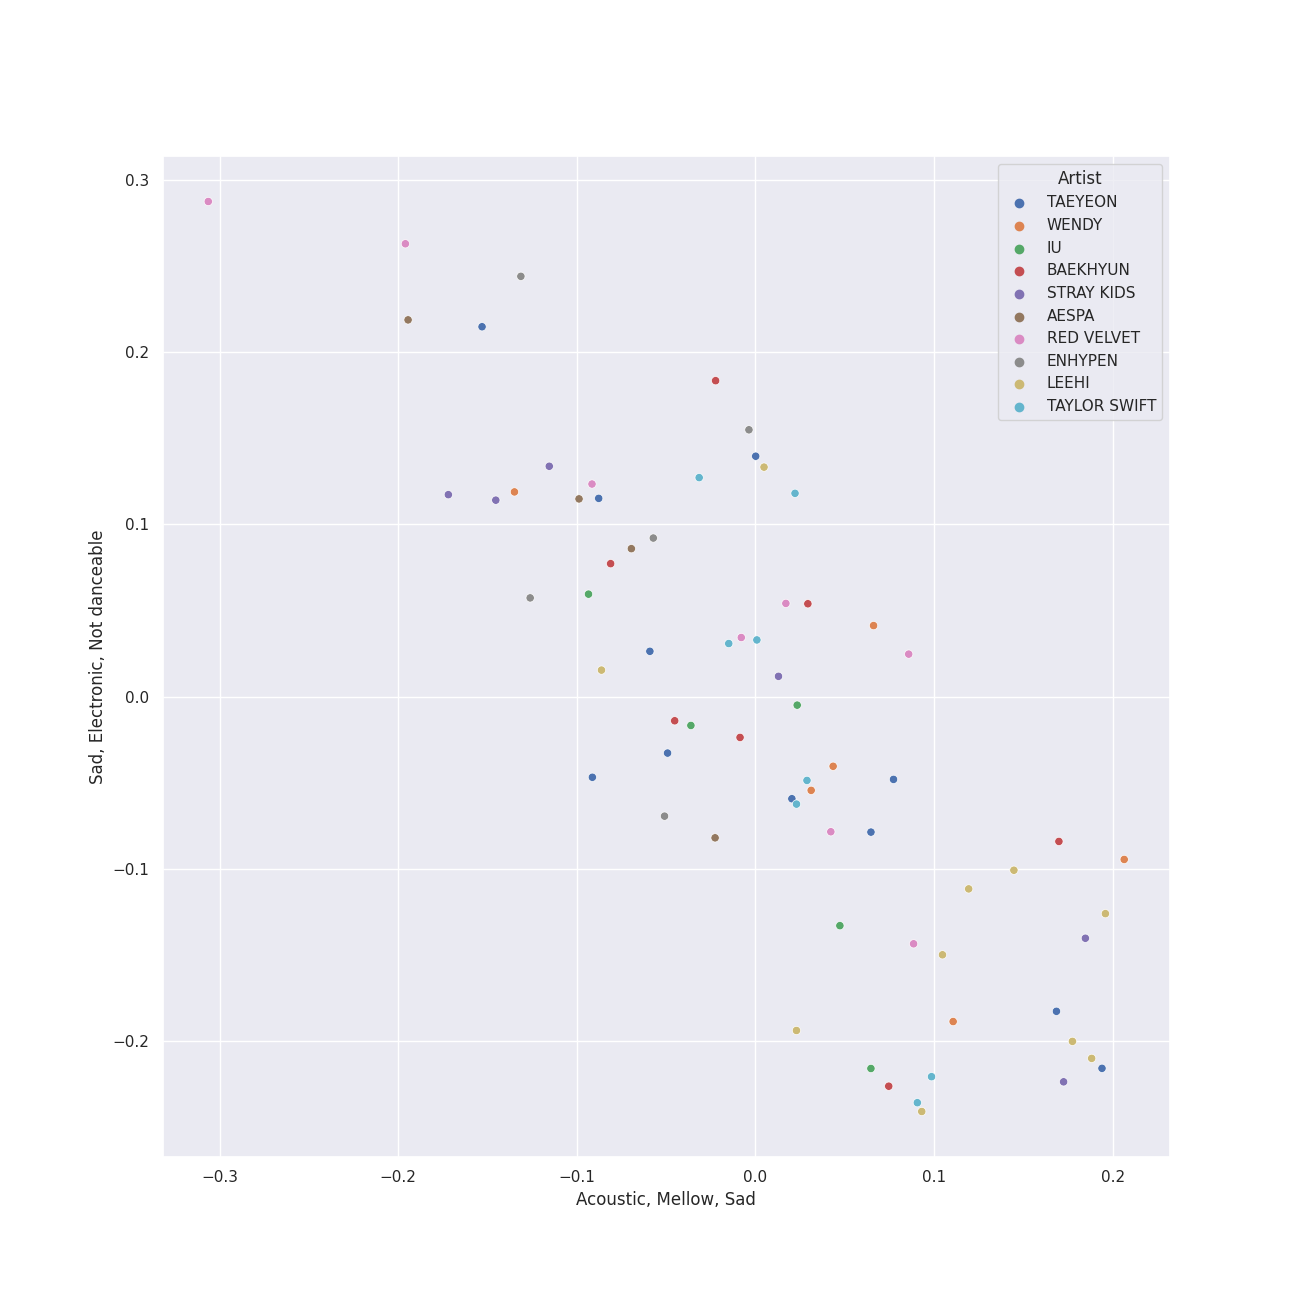 0.3
0.2
0.1
0.0
−0.1
−0.2
Sad, Electronic, Not danceable
−0.3
−0.2
−0.1
0.0
0.1
0.2
Acoustic, Mellow, Sad
Artist
TAEYEON
WENDY
IU
BAEKHYUN
STRAY KIDS
AESPA
RED VELVET
ENHYPEN
LEEHI
TAYLOR SWIFT